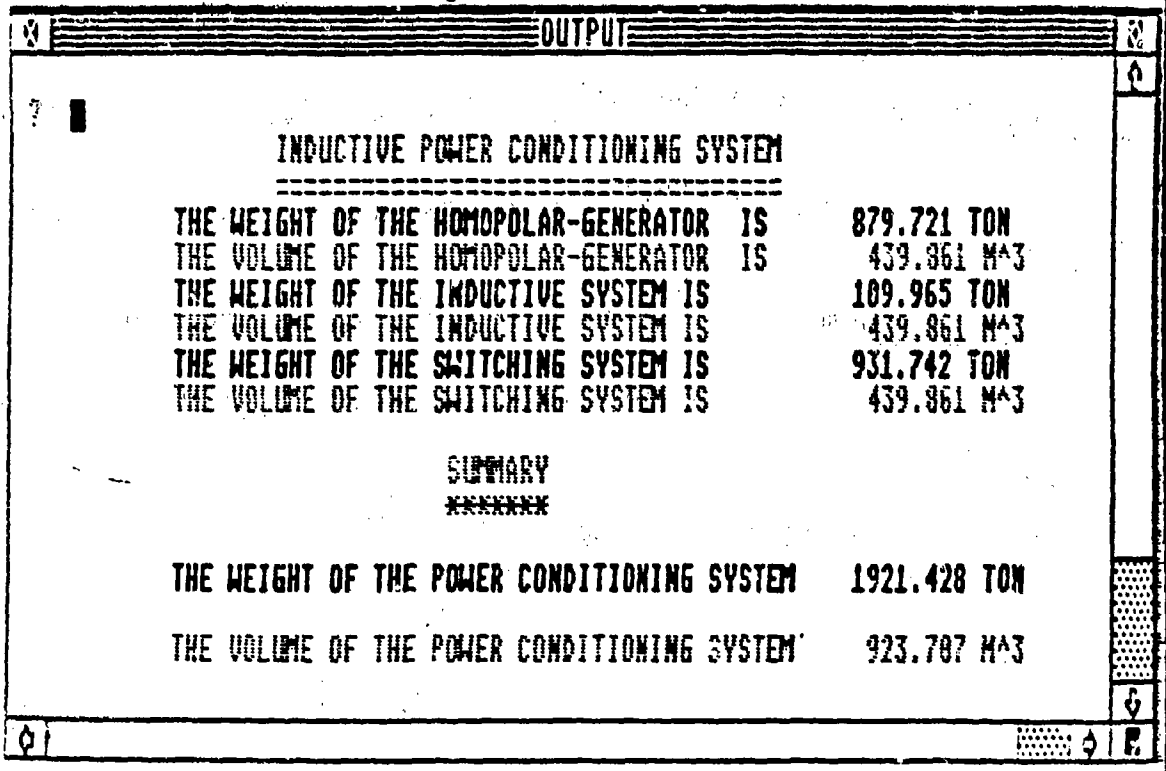 OUTPUT
?
INDUCTIVE POWER CONDITIONING SYSTEM
===================================
THE WEIGHT OF THE HOMOPOLAR-GENERATOR IS 879.721 TON
THE VOLUME OF THE HOMOPOLAR-GENERATOR IS 439.861 M^3
THE WEIGHT OF THE INDUCTIVE SYSTEM IS 109.965 TON
THE VOLUME OF THE INDUCTIVE SYSTEM IS 439.861 M^3
THE WEIGHT OF THE SWITCHING SYSTEM IS 931.742 TON
THE VOLUME OF THE SWITCHING SYSTEM IS 439.861 M^3
SUMMARY
*******
THE WEIGHT OF THE POWER CONDITIONING SYSTEM 1921.428 TON
THE VOLUME OF THE POWER CONDITIONING SYSTEM 923.707 M^3